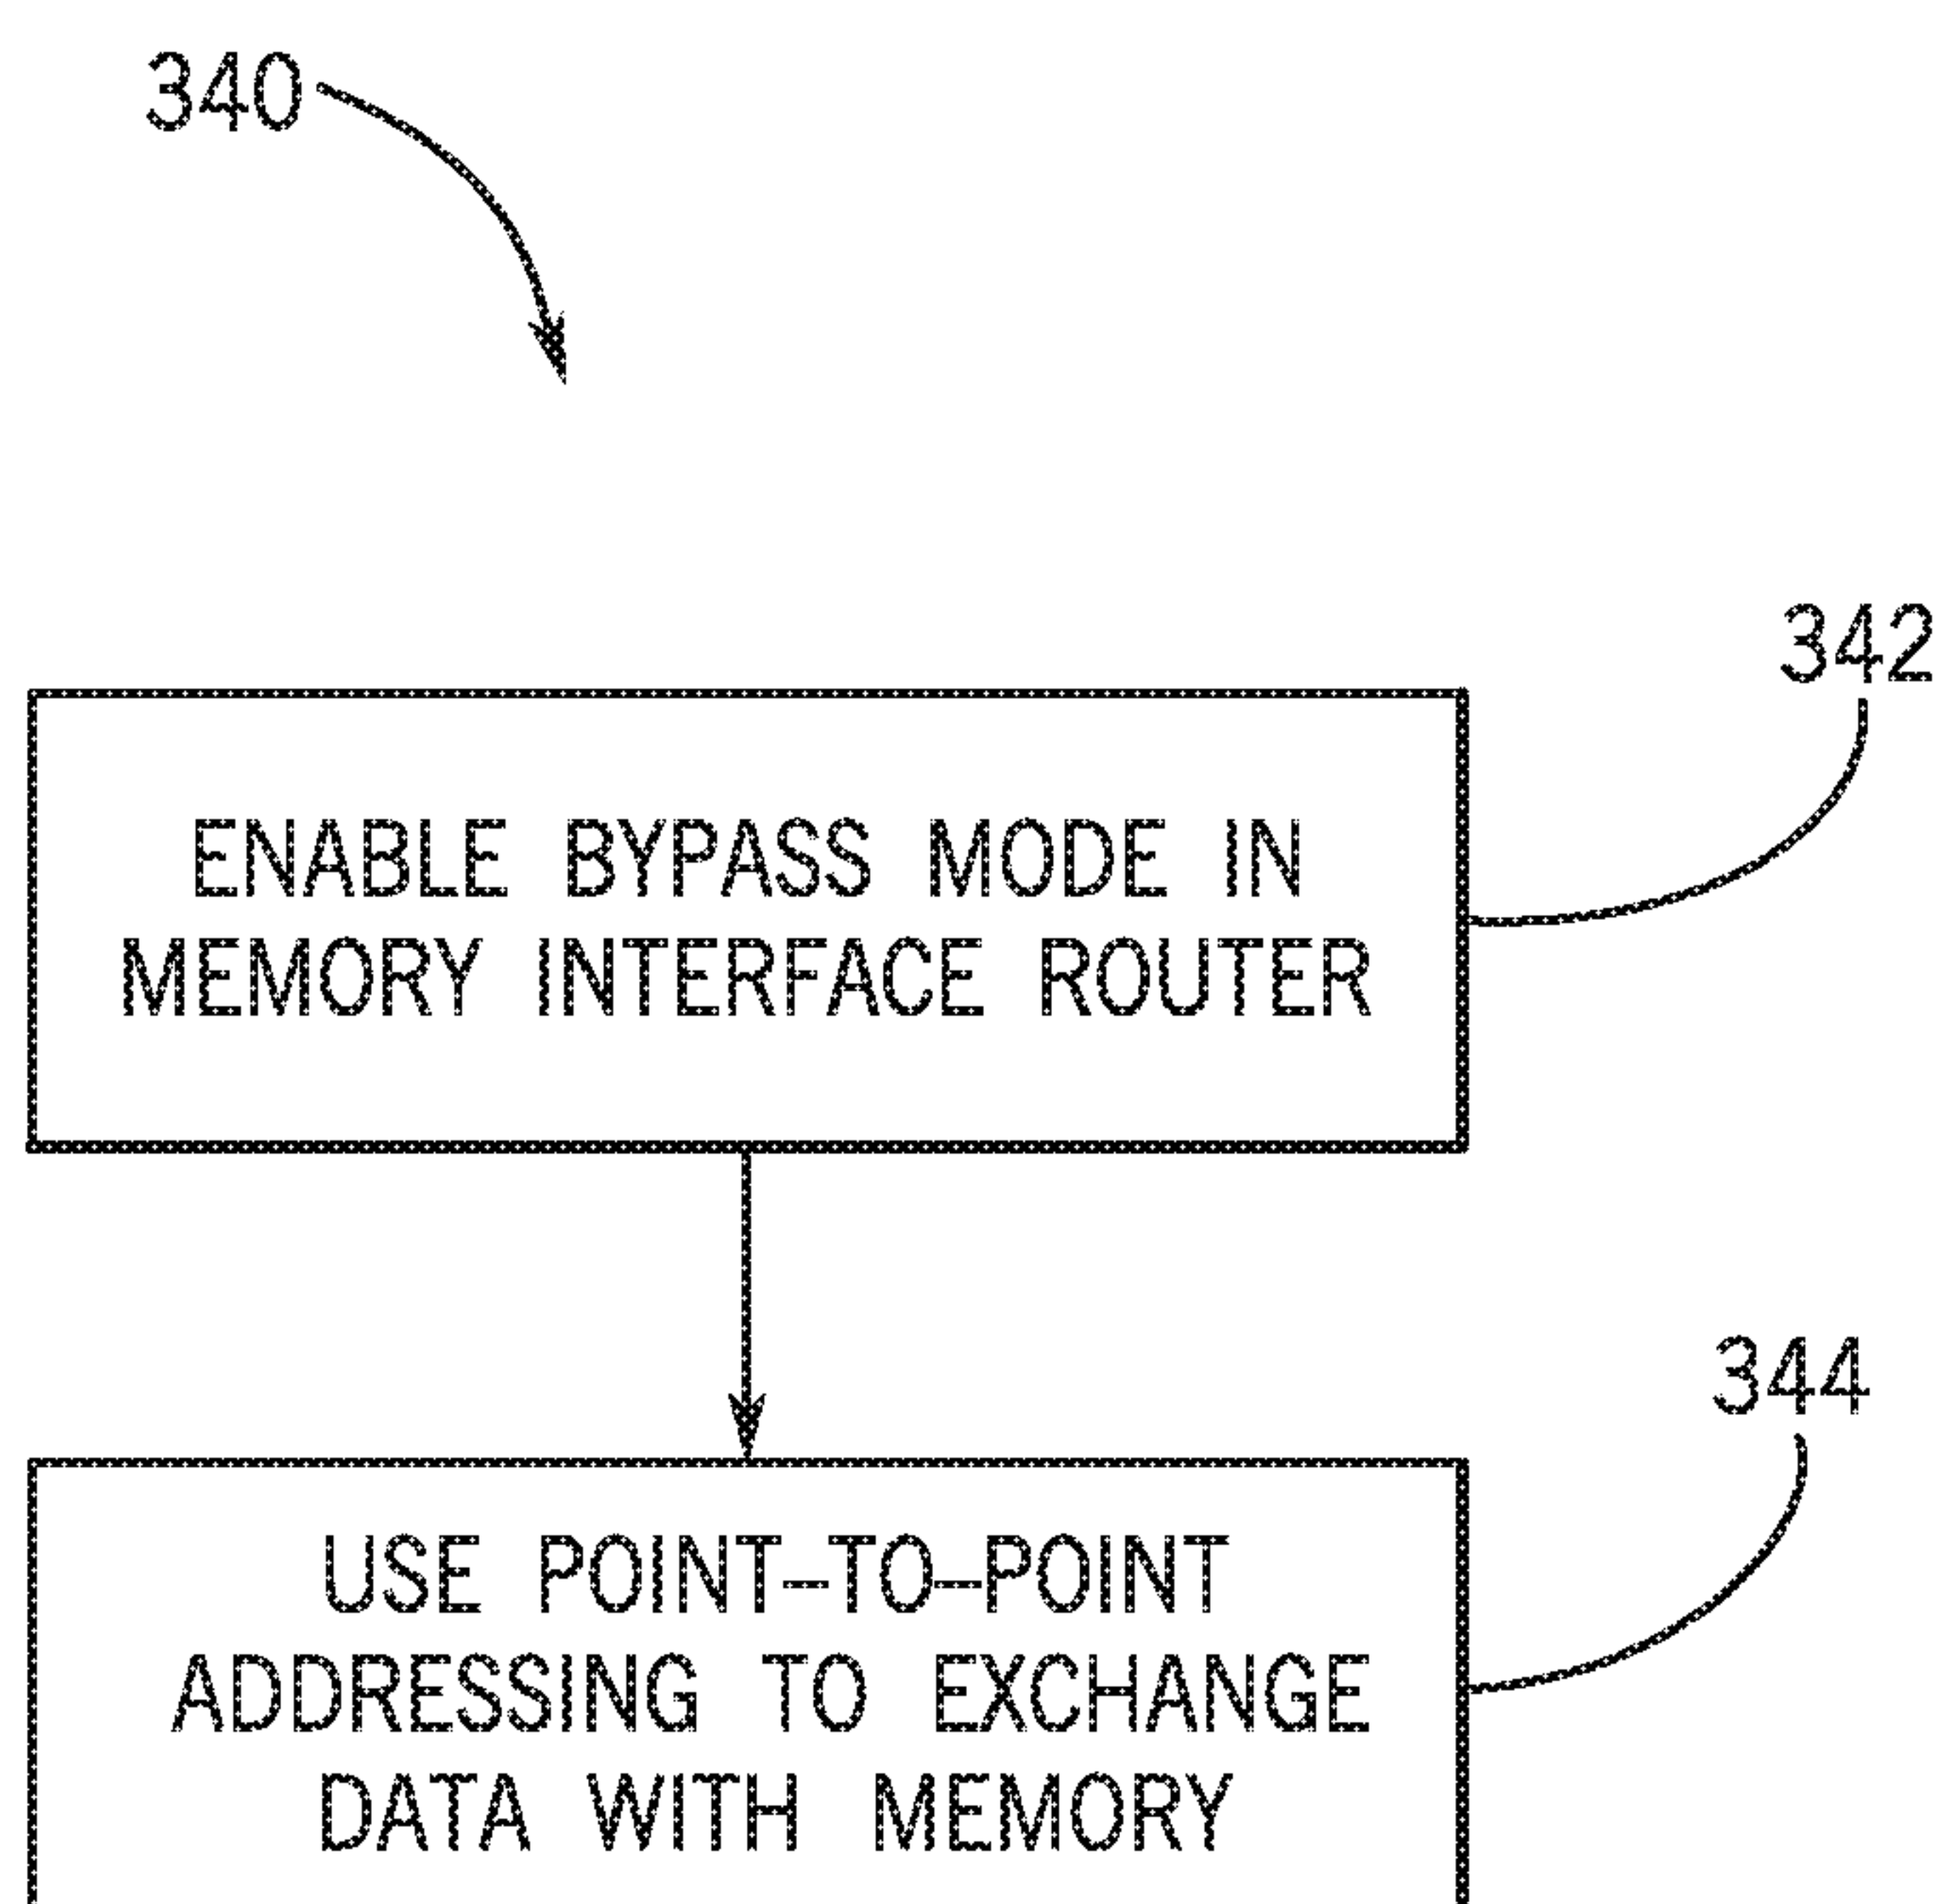 340
342
ENABLE BYPASS MODE IN
MEMORY INTERFACE ROUTER
344
USE POINT-TO-POINT
ADDRESSING TO EXCHANGE
DATA WITH MEMORY